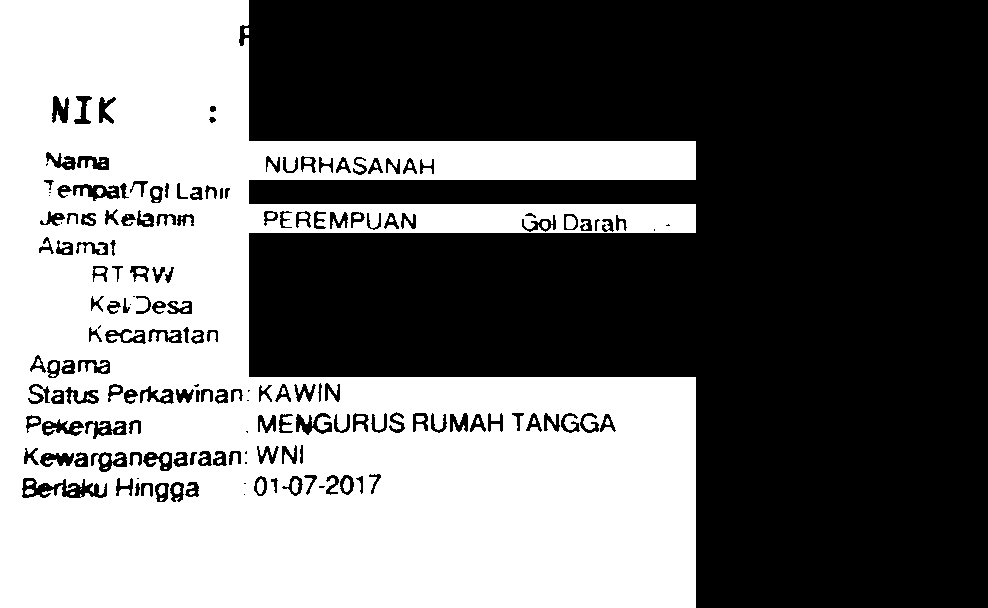 NIK :
Nama NURHASANAH
Tempat/Tgl Lahir
Jenis Kelamin PEREMPUAN Gol Darah : -
Alamat
RT/RW
Kel/Desa
Kecamatan
Agama
Status Perkawinan: KAWIN
Pekerjaan : MENGURUS RUMAH TANGGA
Kewarganegaraan: WNI
Berlaku Hingga : 01-07-2017